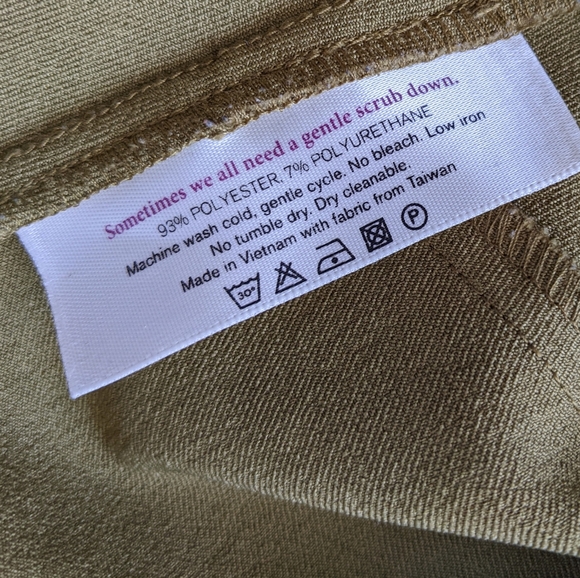 Sometimes we all need a gentle scrub down.
93% POLYESTER, 7% POLYURETHANE
Machine wash cold, gentle cycle. No bleach. Low iron
No tumble dry. Dry cleanable.
Made in Vietnam with fabric from Taiwan
30° P